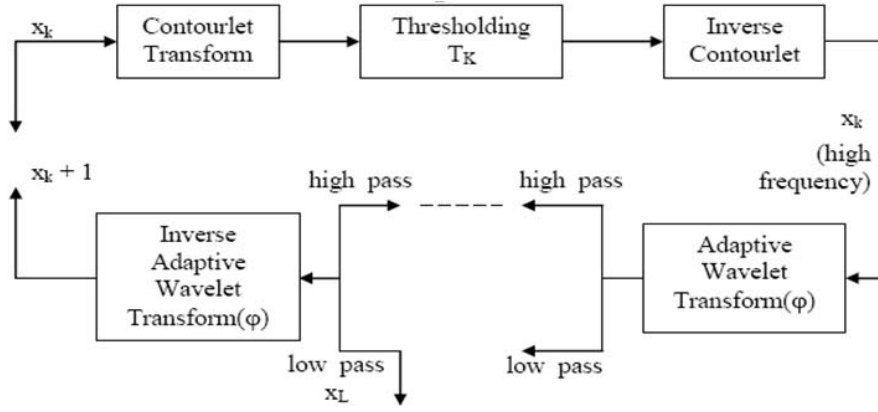 x_k
Contourlet
Transform
Thresholding
T_K
Inverse
Contourlet
x_k
(high
frequency)
x_k + 1
high pass
high pass
Inverse
Adaptive
Wavelet
Transform(φ)
Adaptive
Wavelet
Transform(φ)
low pass
x_L
low pass